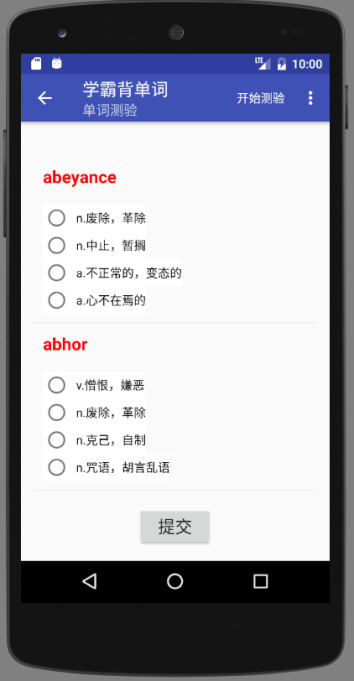 LTE 10:00
学霸背单词
单词测验
开始测验
abeyance
n.废除，革除
n.中止，暂搁
a.不正常的，变态的
a.心不在焉的
abhor
v.憎恨，嫌恶
n.废除，革除
n.克己，自制
n.咒语，胡言乱语
提交